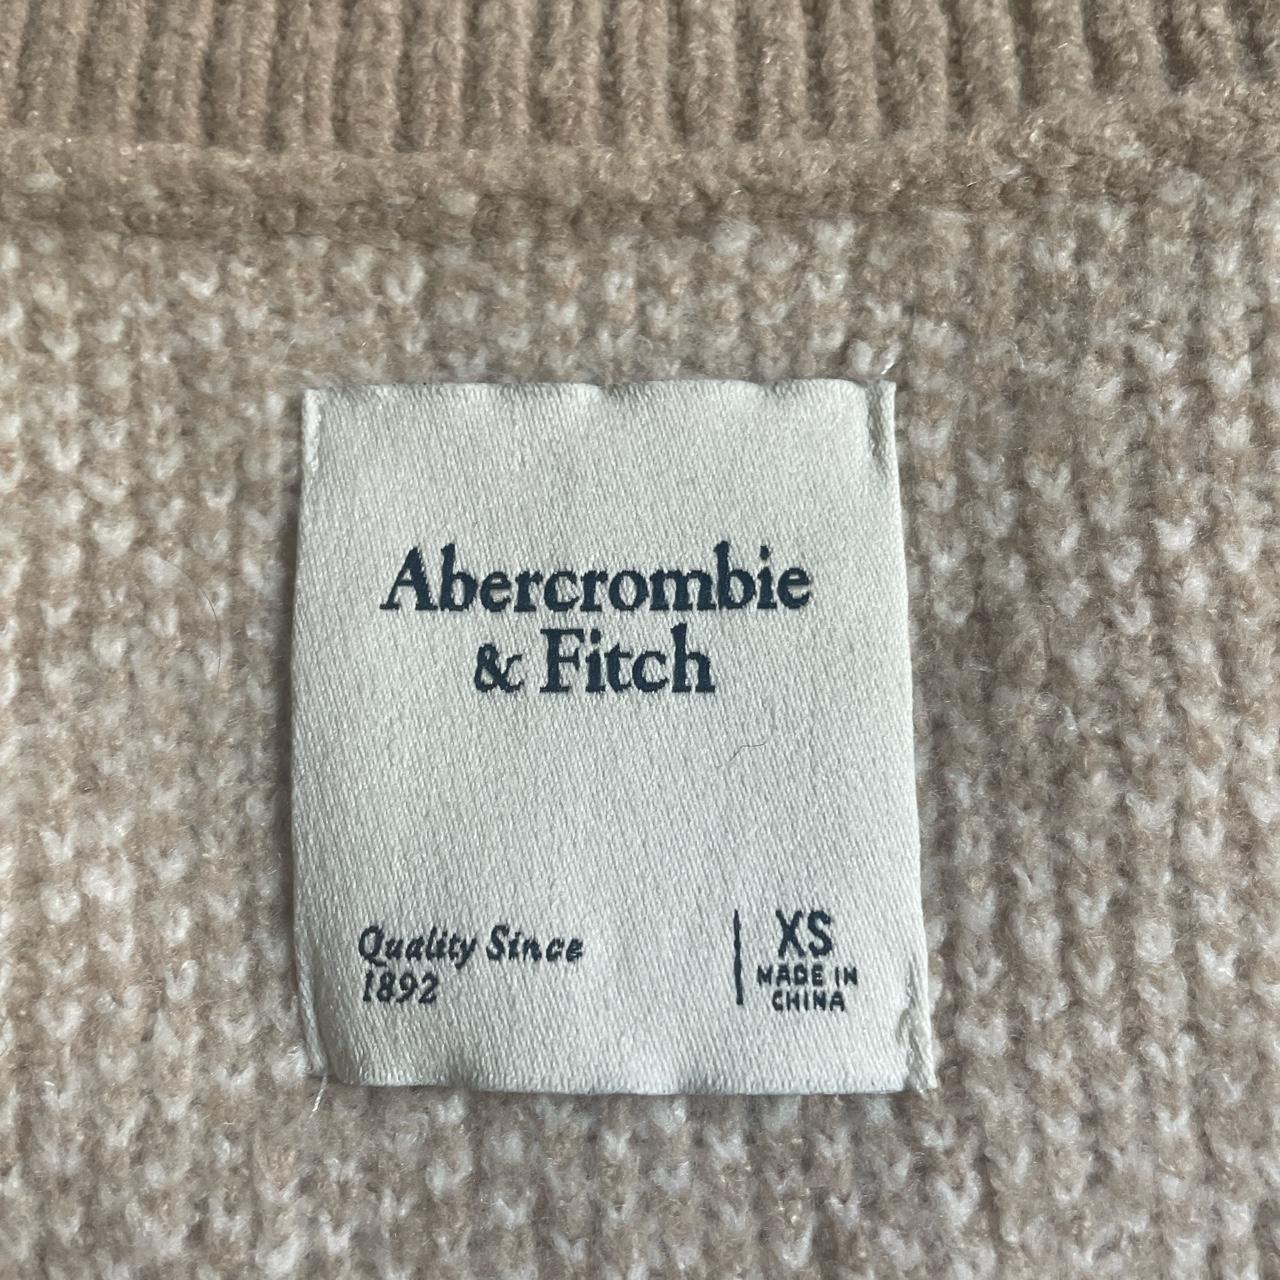 Abercrombie
& Fitch
Quality Since
1892
XS
MADE IN
CHINA